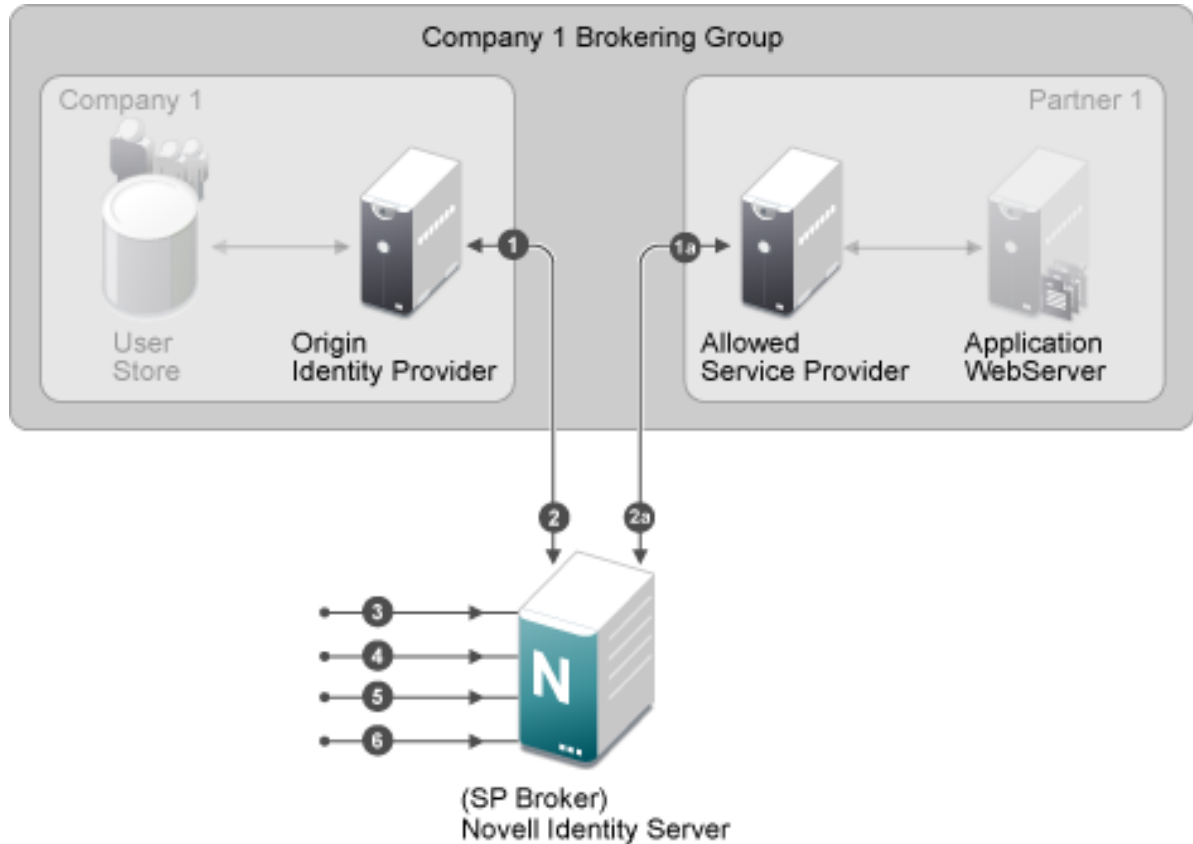 Company 1 Brokering Group
Company 1
Partner 1
1
1a
User
Store
Origin
Identity Provider
Allowed
Service Provider
Application
WebServer
2
2a
3
4
5
6
N
(SP Broker)
Novell Identity Server